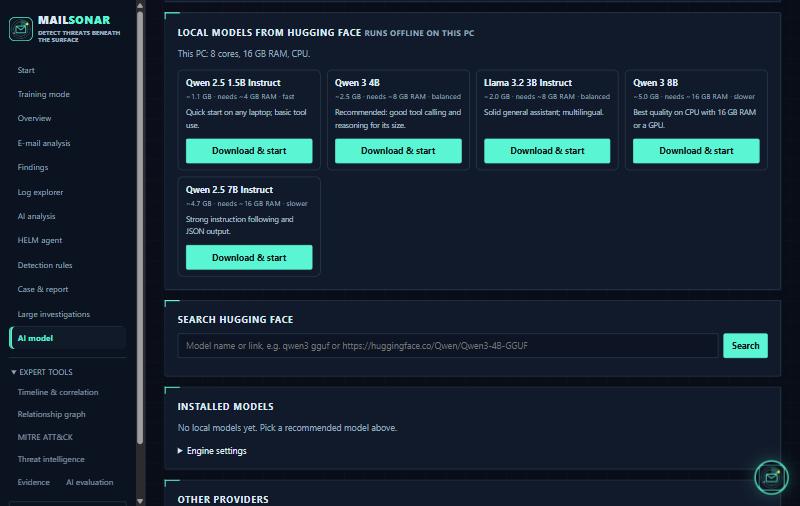 MAILSONAR
DETECT THREATS BENEATH
THE SURFACE
Start
Training mode
Overview
E-mail analysis
Findings
Log explorer
AI analysis
HELM agent
Detection rules
Case & report
Large investigations
AI model
▼ EXPERT TOOLS
Timeline & correlation
Relationship graph
MITRE ATT&CK
Threat intelligence
Evidence AI evaluation
LOCAL MODELS FROM HUGGING FACE RUNS OFFLINE ON THIS PC
This PC: 8 cores, 16 GB RAM, CPU.
Qwen 2.5 1.5B Instruct
~1.1 GB · needs ~4 GB RAM · fast
Quick start on any laptop; basic tool
use.
Download & start
Qwen 3 4B
~2.5 GB · needs ~8 GB RAM · balanced
Recommended: good tool calling and
reasoning for its size.
Download & start
Llama 3.2 3B Instruct
~2.0 GB · needs ~8 GB RAM · balanced
Solid general assistant; multilingual.
Download & start
Qwen 3 8B
~5.0 GB · needs ~16 GB RAM · slower
Best quality on CPU with 16 GB RAM
or a GPU.
Download & start
Qwen 2.5 7B Instruct
~4.7 GB · needs ~16 GB RAM · slower
Strong instruction following and
JSON output.
Download & start
SEARCH HUGGING FACE
Model name or link, e.g. qwen3 gguf or https://huggingface.co/Qwen/Qwen3-4B-GGUF
Search
INSTALLED MODELS
No local models yet. Pick a recommended model above.
▶ Engine settings
OTHER PROVIDERS